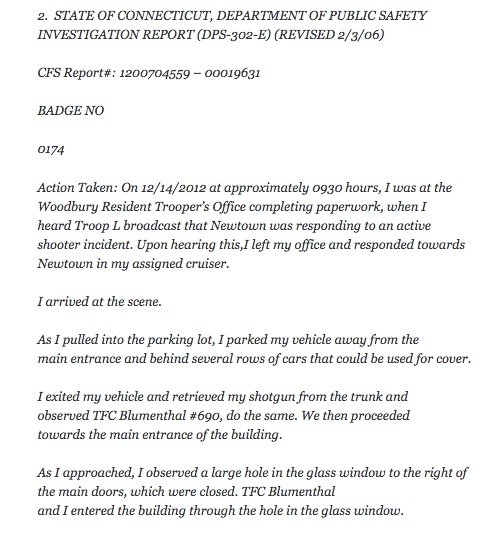 2. STATE OF CONNECTICUT, DEPARTMENT OF PUBLIC SAFETY
INVESTIGATION REPORT (DPS-302-E) (REVISED 2/3/06)
CFS Report#: 1200704559 – 00019631
BADGE NO
0174
Action Taken: On 12/14/2012 at approximately 0930 hours, I was at the
Woodbury Resident Trooper's Office completing paperwork, when I
heard Troop L broadcast that Newtown was responding to an active
shooter incident. Upon hearing this,I left my office and responded towards
Newtown in my assigned cruiser.
I arrived at the scene.
As I pulled into the parking lot, I parked my vehicle away from the
main entrance and behind several rows of cars that could be used for cover.
I exited my vehicle and retrieved my shotgun from the trunk and
observed TFC Blumenthal #690, do the same. We then proceeded
towards the main entrance of the building.
As I approached, I observed a large hole in the glass window to the right of
the main doors, which were closed. TFC Blumenthal
and I entered the building through the hole in the glass window.